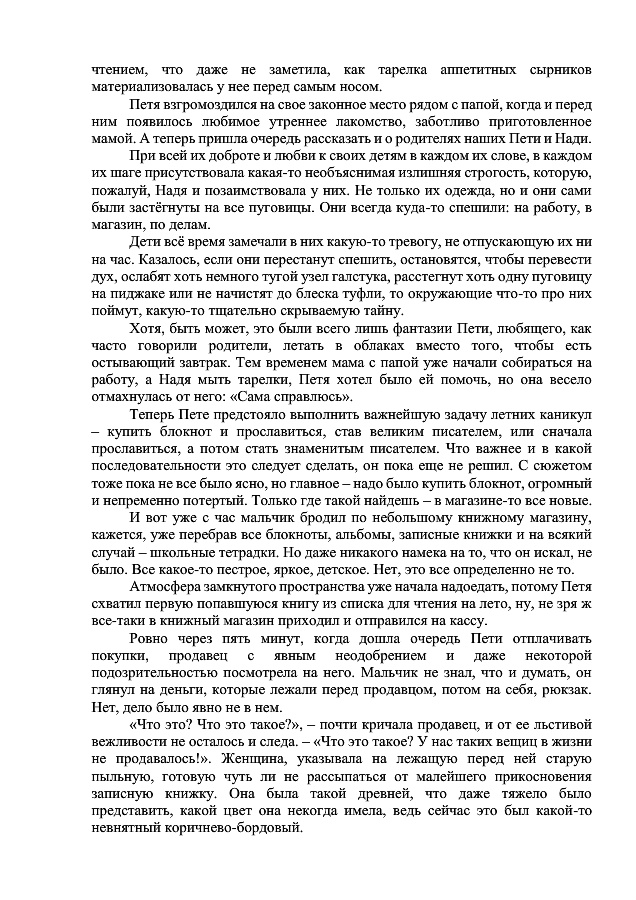 чтением, что даже не заметила, как тарелка аппетитных сырников
материализовалась у нее перед самым носом.
Петя взгромоздился на свое законное место рядом с папой, когда и перед
ним появилось любимое утреннее лакомство, заботливо приготовленное
мамой. А теперь пришла очередь рассказать и о родителях наших Пети и Нади.
При всей их доброте и любви к своих детям в каждом их слове, в каждом
их шаге присутствовала какая-то необъяснимая излишняя строгость, которую,
пожалуй, Надя и позаимствовала у них. Не только их одежда, но и они сами
были застёгнуты на все пуговицы. Они всегда куда-то спешили: на работу, в
магазин, по делам.
Дети всё время замечали в них какую-то тревогу, не отпускающую их ни
на час. Казалось, если они перестанут спешить, остановятся, чтобы перевести
дух, ослабят хоть немного тугой узел галстука, расстегнут хоть одну пуговицу
на пиджаке или не начистят до блеска туфли, то окружающие что-то про них
поймут, какую-то тщательно скрываемую тайну.
Хотя, быть может, это были всего лишь фантазии Пети, любящего, как
часто говорили родители, летать в облаках вместо того, чтобы есть
остывающий завтрак. Тем временем мама с папой уже начали собираться на
работу, а Надя мыть тарелки, Петя хотел было ей помочь, но она весело
отмахнулась от него: «Сама справлюсь».
Теперь Пете предстояло выполнить важнейшую задачу летних каникул
– купить блокнот и прославиться, став великим писателем, или сначала
прославиться, а потом стать знаменитым писателем. Что важнее и в какой
последовательности это следует сделать, он пока еще не решил. С сюжетом
тоже пока не все было ясно, но главное – надо было купить блокнот, огромный
и непременно потертый. Только где такой найдешь – в магазине-то все новые.
И вот уже с час мальчик бродил по небольшому книжному магазину,
кажется, уже перебрав все блокноты, альбомы, записные книжки и на всякий
случай – школьные тетрадки. Но даже никакого намека на то, что он искал, не
было. Все какое-то пестрое, яркое, детское. Нет, это все определенно не то.
Атмосфера замкнутого пространства уже начала надоедать, потому Петя
схватил первую попавшуюся книгу из списка для чтения на лето, ну, не зря ж
все-таки в книжный магазин приходил и отправился на кассу.
Ровно через пять минут, когда дошла очередь Пети отплачивать
покупки, продавец с явным неодобрением и даже некоторой
подозрительностью посмотрела на него. Мальчик не знал, что и думать, он
глянул на деньги, которые лежали перед продавцом, потом на себя, рюкзак.
Нет, дело было явно не в нем.
«Что это? Что это такое?», – почти кричала продавец, и от ее льстивой
вежливости не осталось и следа. – «Что это такое? У нас таких вещиц в жизни
не продавалось!». Женщина, указывала на лежащую перед ней старую
пыльную, готовую чуть ли не рассыпаться от малейшего прикосновения
записную книжку. Она была такой древней, что даже тяжело было
представить, какой цвет она некогда имела, ведь сейчас это был какой-то
невнятный коричнево-бордовый.